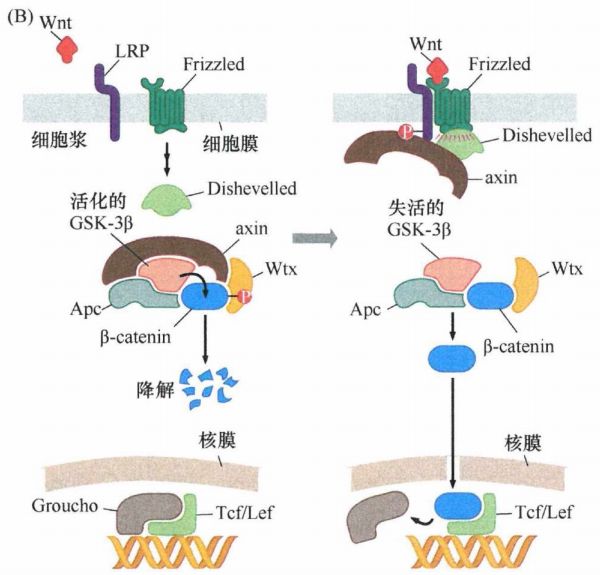 (B)
Wnt
LRP
Frizzled
细胞浆
细胞膜
Dishevelled
活化的
GSK-3β
axin
Wtx
Apc
P
β-catenin
降解
核膜
Groucho
Tcf/Lef
Wnt
Frizzled
P
Dishevelled
axin
失活的
GSK-3β
Wtx
Apc
β-catenin
核膜
Tcf/Lef